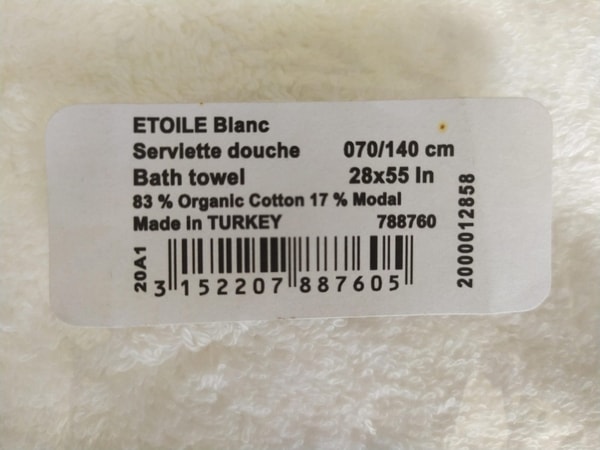 ETOILE Blanc
Serviette douche 070/140 cm
Bath towel 28x55 In
83 % Organic Cotton 17 % Modal
Made in TURKEY 788760
20A1
3 152207 887605
2000012858